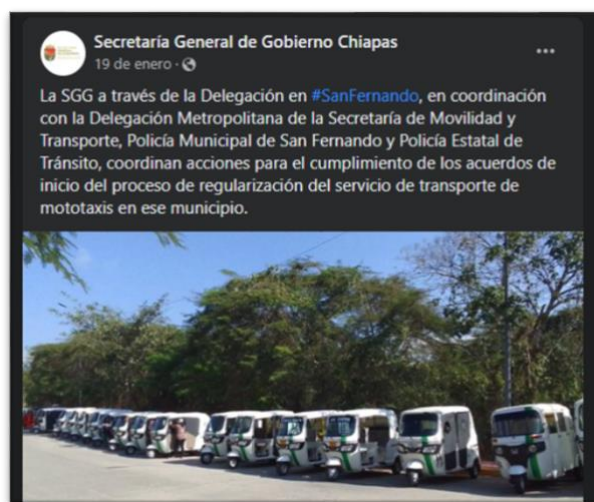 Secretaría General de Gobierno Chiapas
19 de enero ·
La SGG a través de la Delegación en #SanFernando, en coordinación
con la Delegación Metropolitana de la Secretaría de Movilidad y
Transporte, Policía Municipal de San Fernando y Policía Estatal de
Tránsito, coordinan acciones para el cumplimiento de los acuerdos de
inicio del proceso de regularización del servicio de transporte de
mototaxis en ese municipio.